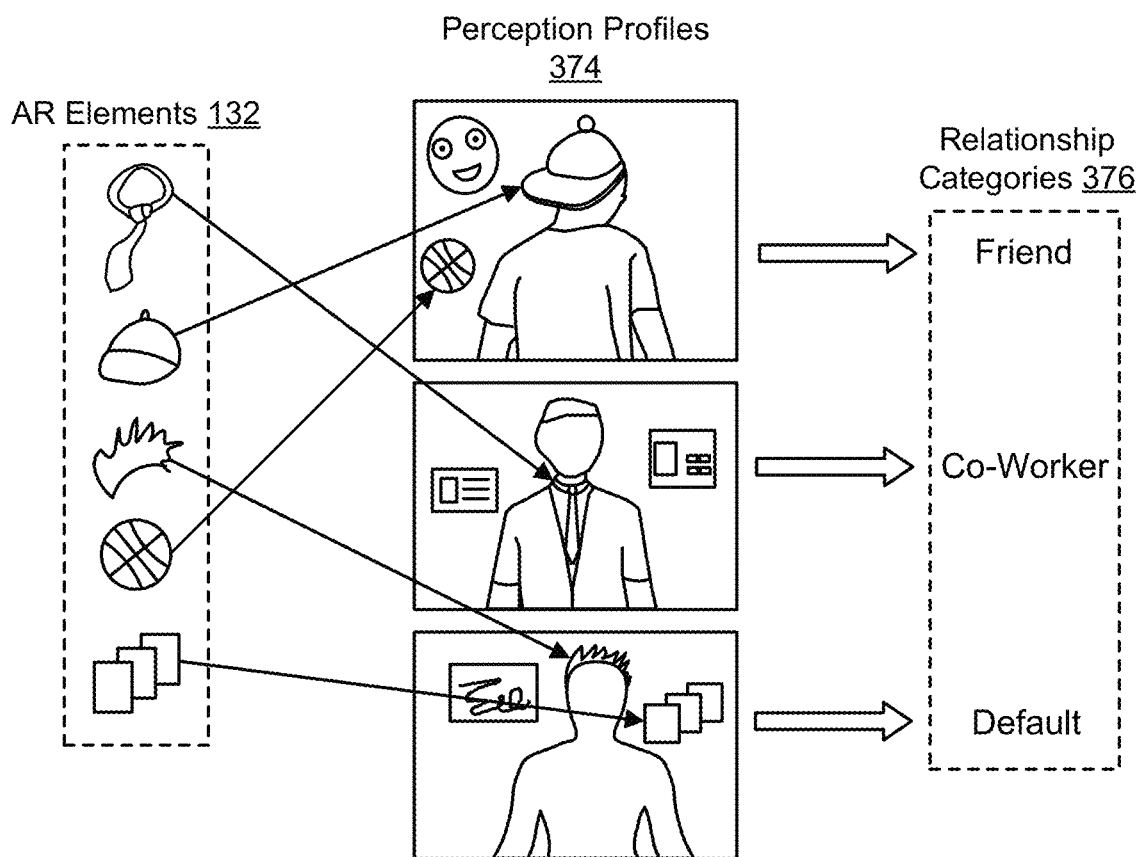 Perception Profiles
374
AR Elements 132
Relationship
Categories 376
Friend
Co-Worker
Default